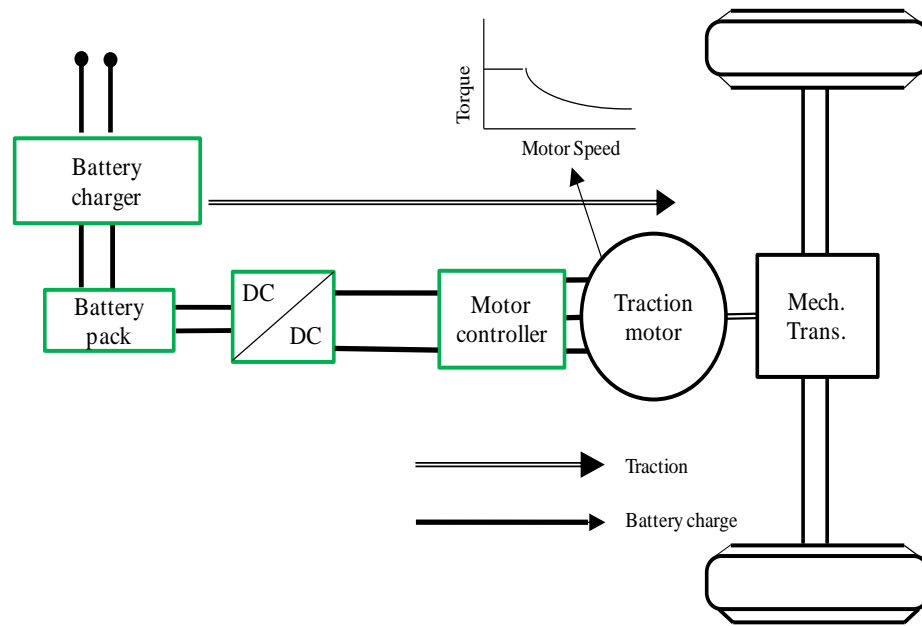 Torque
Motor Speed
Battery
charger
Battery
pack
DC
DC
Motor
controller
Traction
motor
Mech.
Trans.
Traction
Battery charge